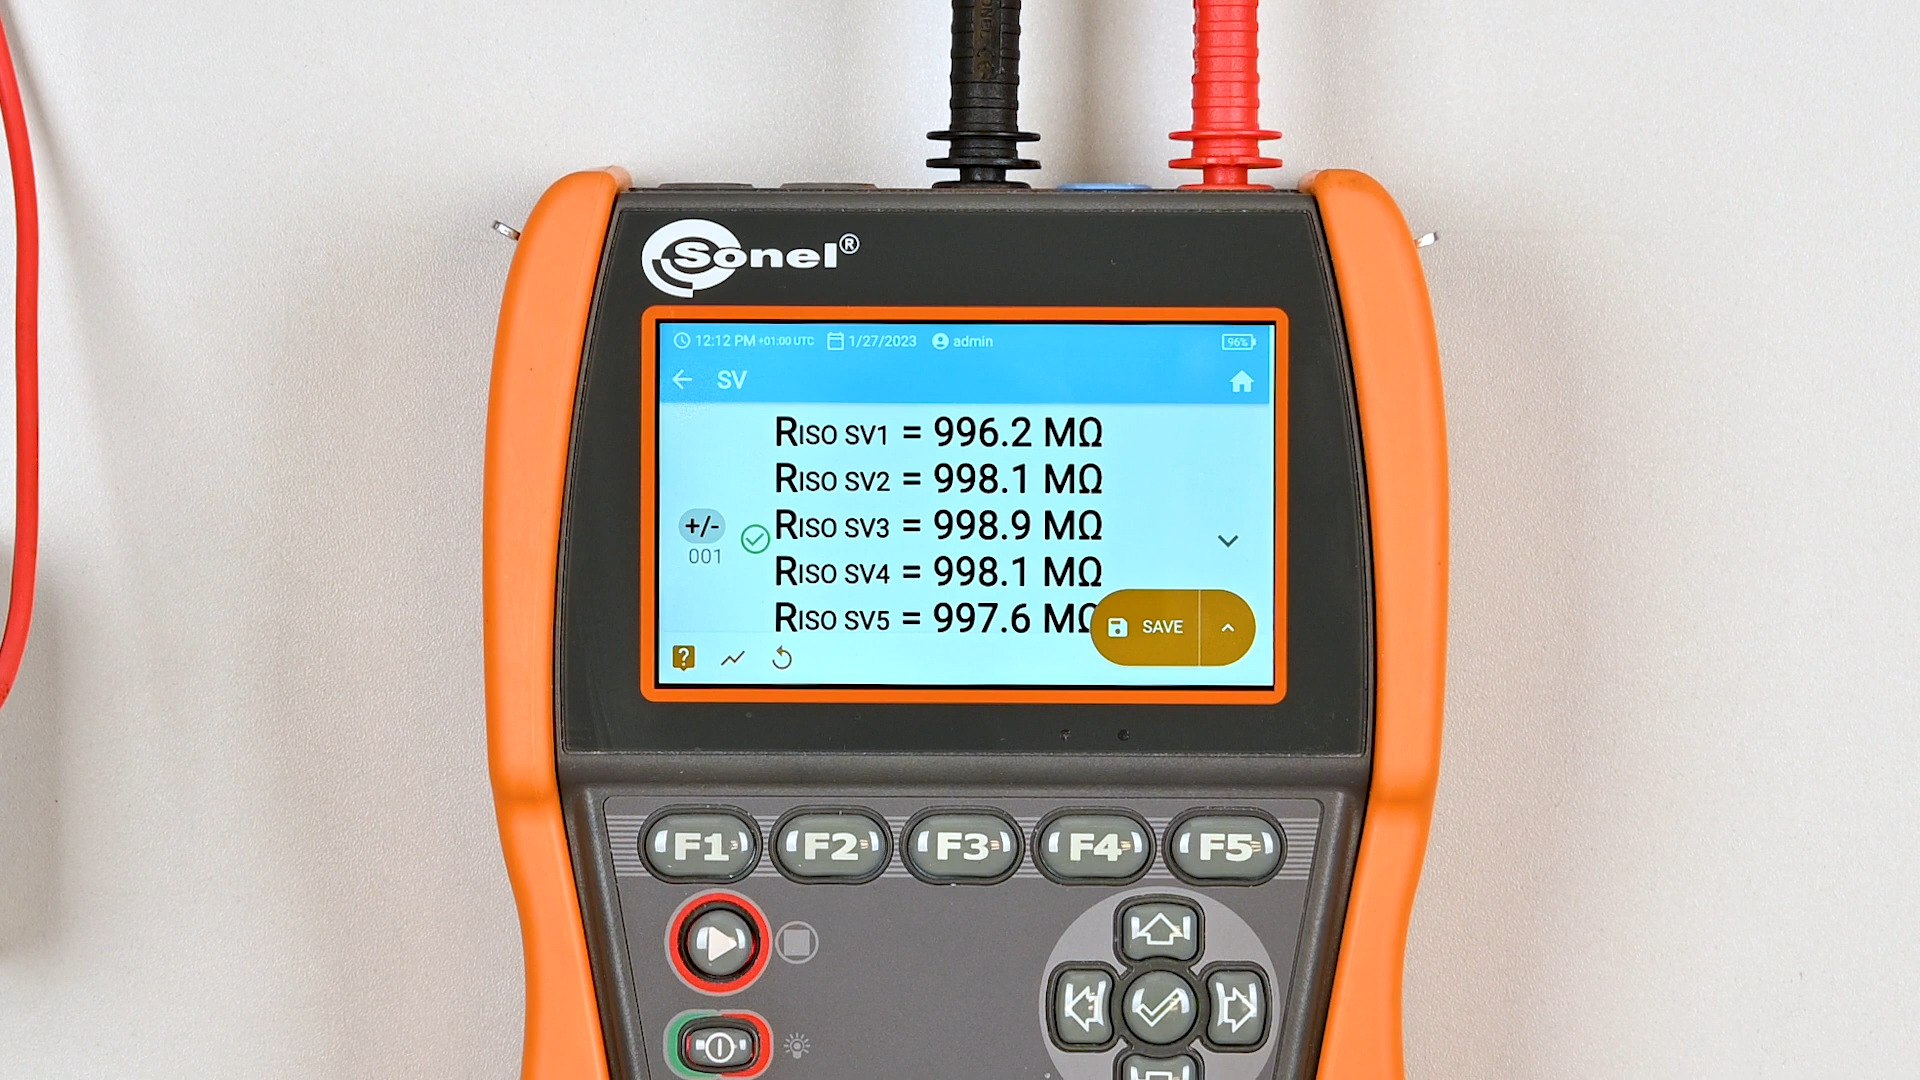 Sonel®
12:12 PM +01:00 UTC 1/27/2023 admin 96%
SV
RISO SV1 = 996.2 MΩ
RISO SV2 = 998.1 MΩ
+/- RISO SV3 = 998.9 MΩ
001
RISO SV4 = 998.1 MΩ
RISO SV5 = 997.6 MΩ
SAVE
?
F1 F2 F3 F4 F5